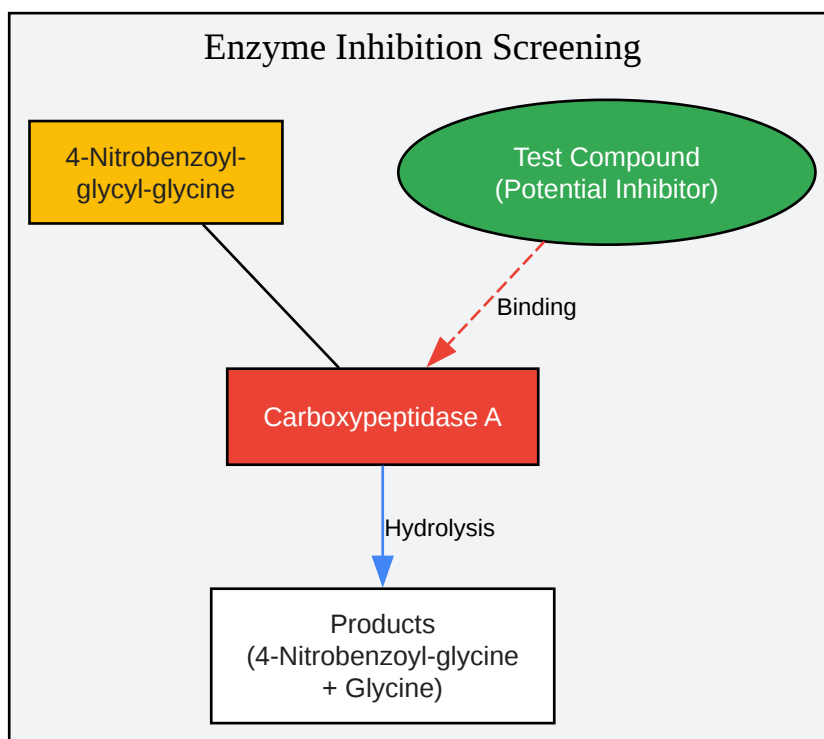 Enzyme Inhibition Screening
4-Nitrobenzoyl-
glycyl-glycine
Test Compound
(Potential Inhibitor)
Binding
Carboxypeptidase A
Hydrolysis
Products
(4-Nitrobenzoyl-glycine
+ Glycine)